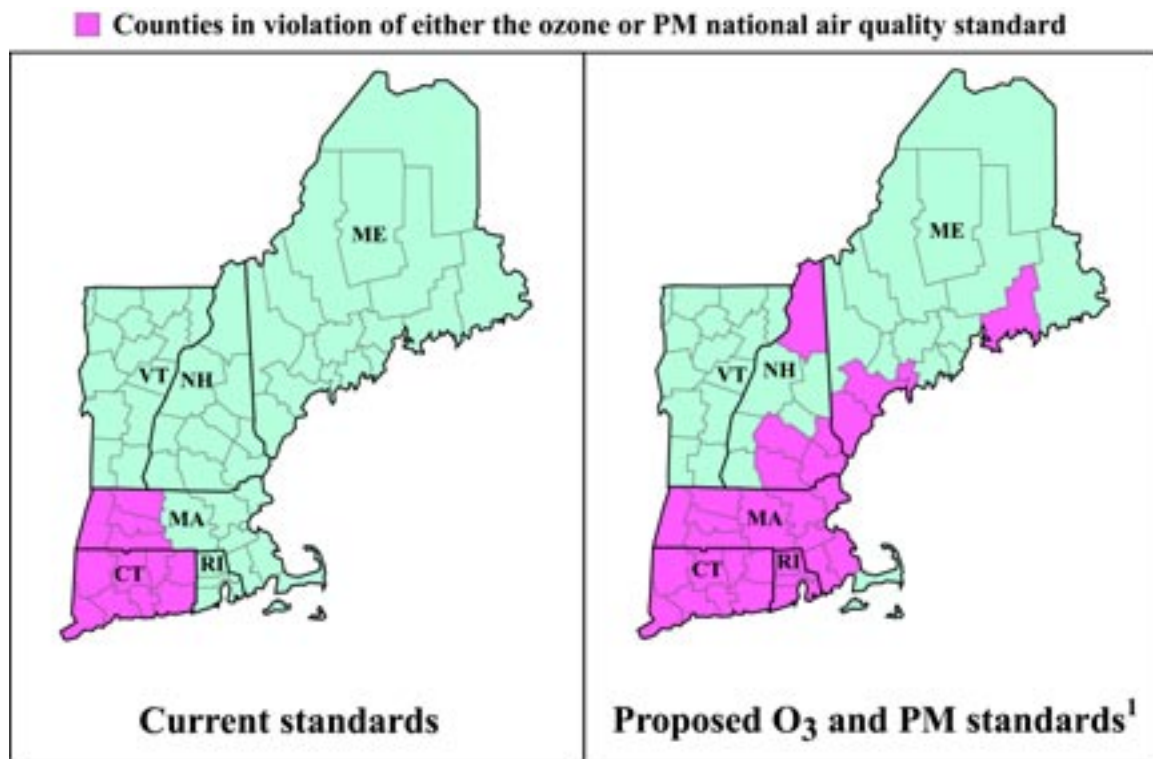 Counties in violation of either the ozone or PM national air quality standard
ME
VT
NH
MA
CT
RI
Current standards
ME
VT
NH
MA
CT
RI
Proposed O3 and PM standards1